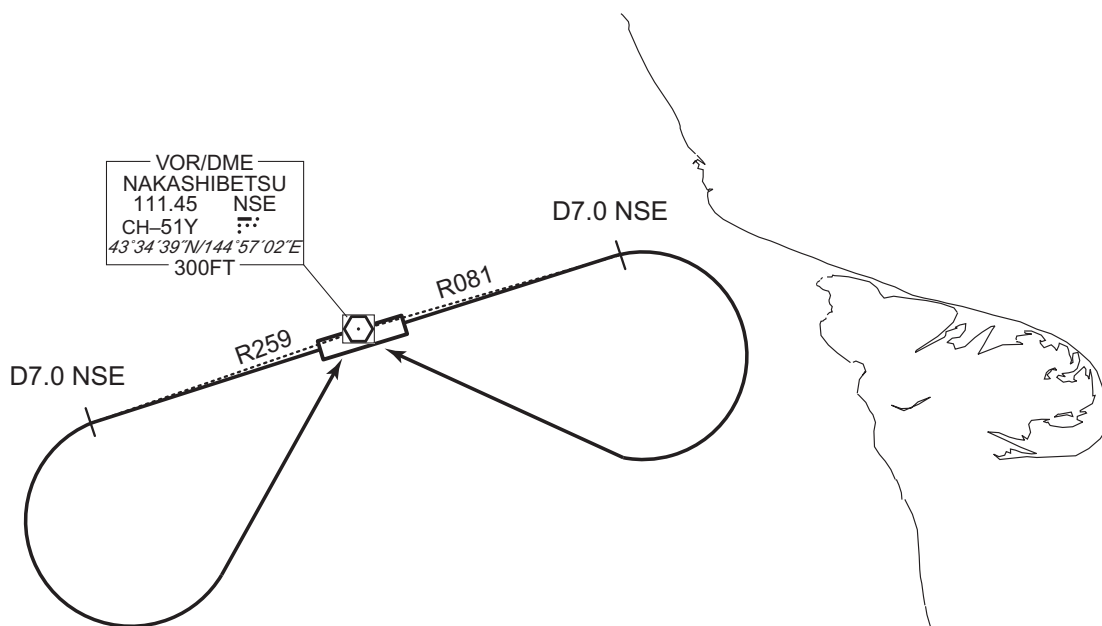 VOR/DME
NAKASHIBETSU
111.45 NSE
CH–51Y
43°34´39˝N/144°57´02˝E
300FT
D7.0 NSE
R081
R259
D7.0 NSE